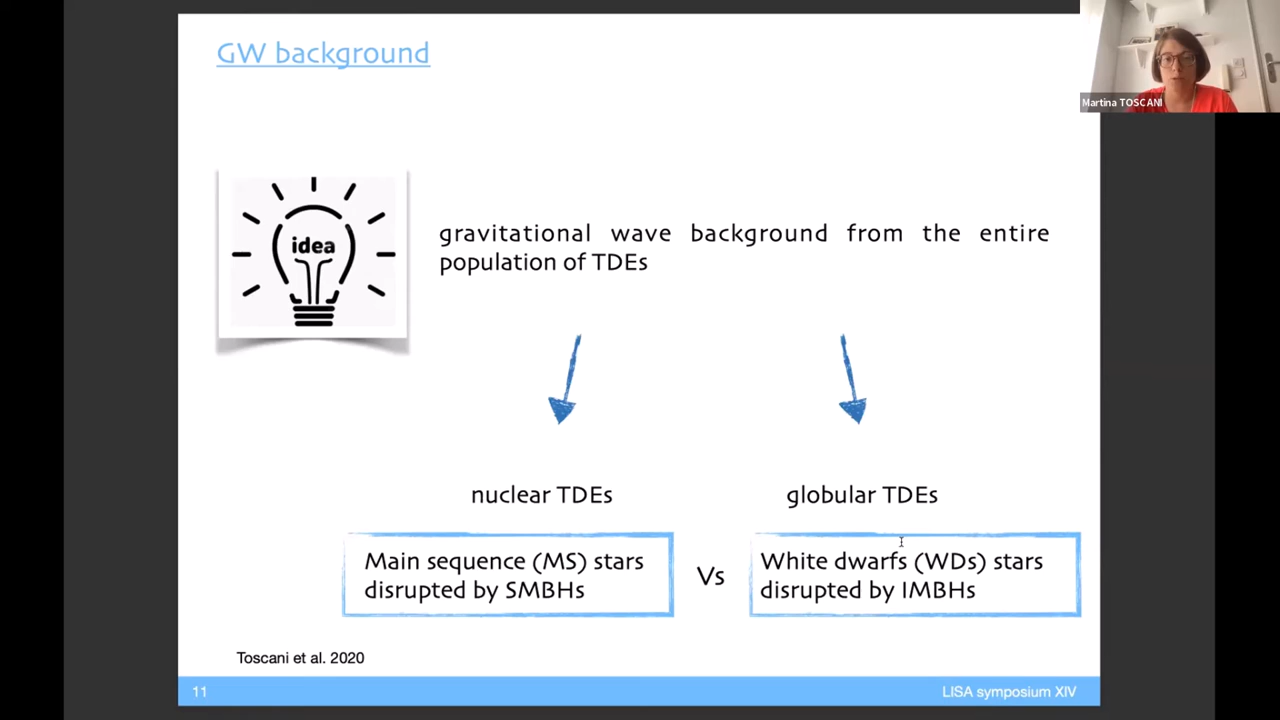 GW background
Martina TOSCANI
idea
gravitational wave background from the entire
population of TDEs
nuclear TDEs
globular TDEs
Main sequence (MS) stars
disrupted by SMBHs
Vs
White dwarfs (WDs) stars
disrupted by IMBHs
Toscani et al. 2020
11
LISA symposium XIV